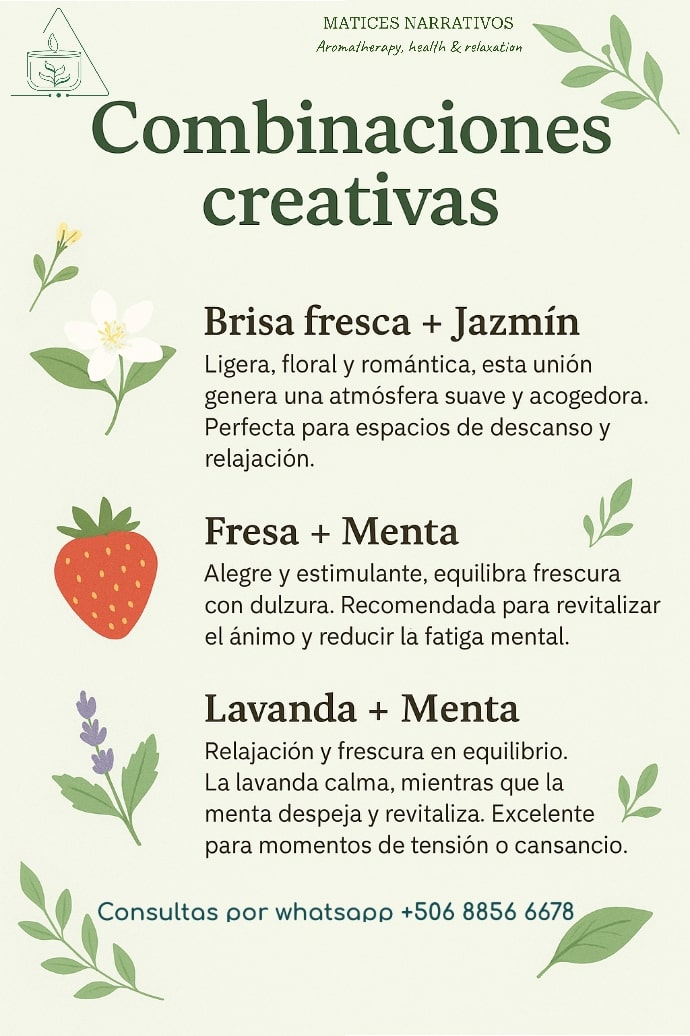 MATICES NARRATIVOS
Aromatherapy, health & relaxation
Combinaciones
creativas
Brisa fresca + Jazmín
Ligera, floral y romántica, esta unión
genera una atmósfera suave y acogedora.
Perfecta para espacios de descanso y
relajación.
Fresa + Menta
Alegre y estimulante, equilibra frescura
con dulzura. Recomendada para revitalizar
el ánimo y reducir la fatiga mental.
Lavanda + Menta
Relajación y frescura en equilibrio.
La lavanda calma, mientras que la
menta despeja y revitaliza. Excelente
para momentos de tensión o cansancio.
Consultas por whatsapp +506 8856 6678